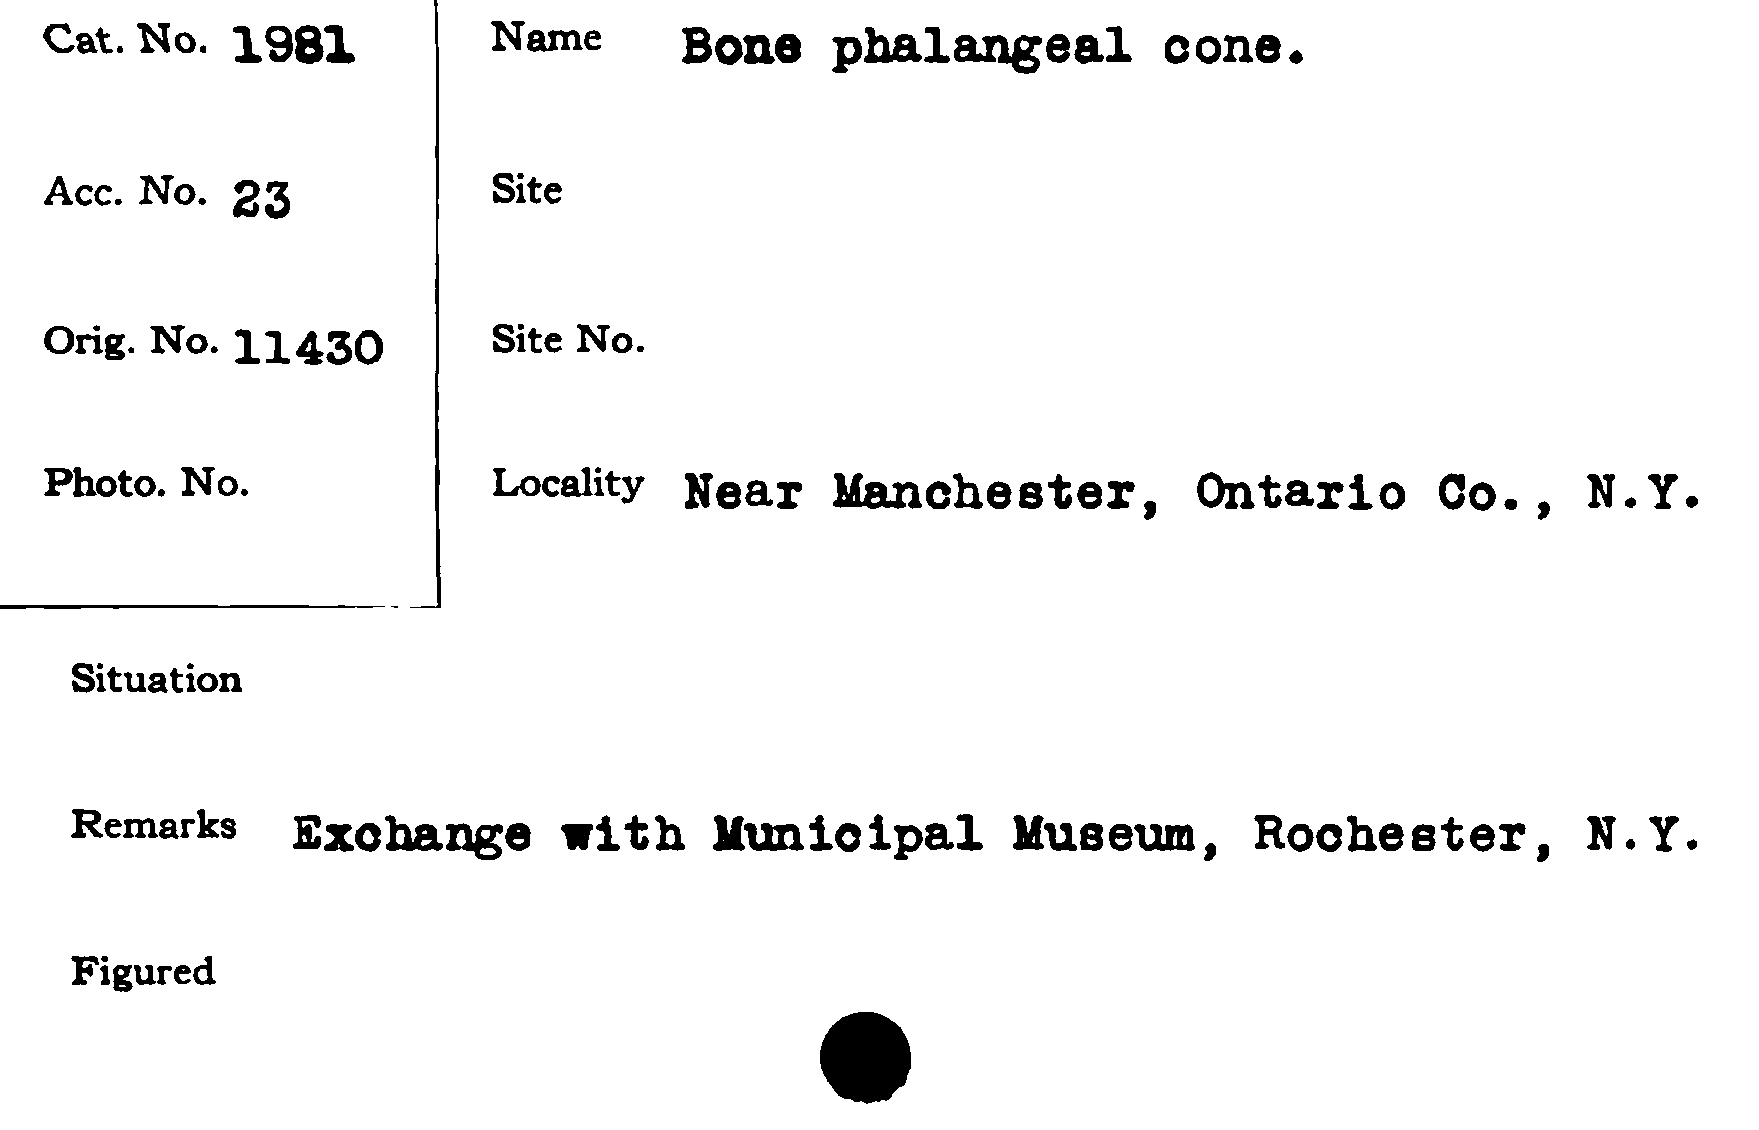 Cat. No. 1981
Name Bone phalangeal cone.
Acc. No. 23
Site
Orig. No. 11430
Site No.
Photo. No.
Locality Near Manchester, Ontario Co., N.Y.
Situation
Remarks Exchange with Municipal Museum, Rochester, N.Y.
Figured